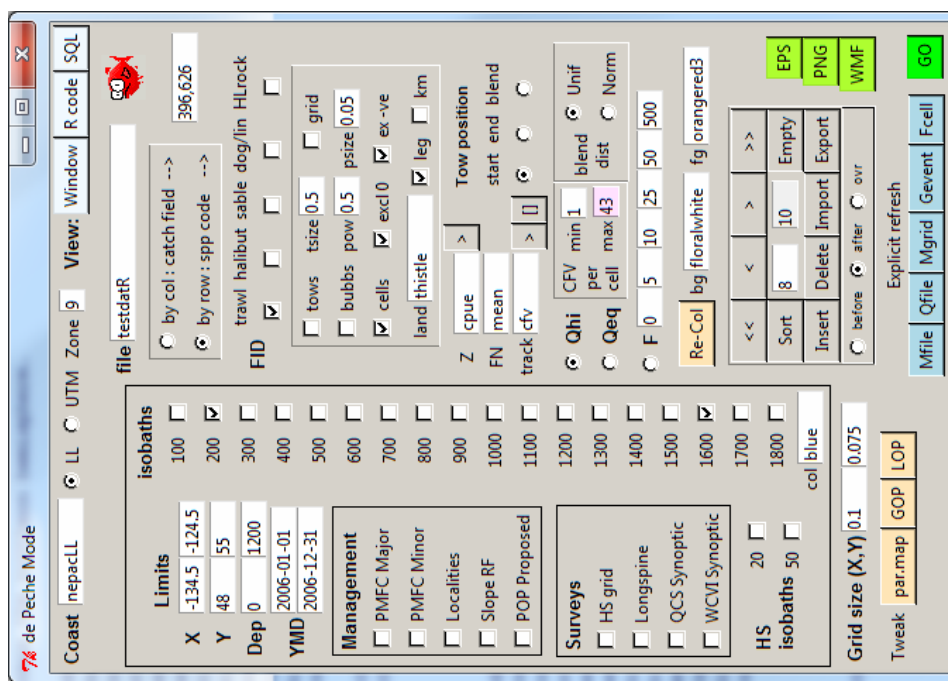 de Peche Mode
Coast nepacLL LL UTM Zone 9 View: Window R code SQL
Limits
X -134.5 -124.5
Y 48 55
Dep 0 1200
YMD 2006-01-01
2006-12-31
Management
PMFC Major
PMFC Minor
Localities
Slope RF
POP Proposed
Surveys
HS grid
Longspine
QCS Synoptic
WCVI Synoptic
HS 20
isobaths 50
isobaths
100
200
300
400
500
600
700
800
900
1000
1100
1200
1300
1400
1500
1600
1700
1800
col blue
file testdatR
by col : catch field -->
by row : spp code -->
396,626
trawl halibut sable dog/lin HLrock
FID
tows tsize 0.5 grid
bubbs pow 0.5 psize 0.05
cells excl 0 ex -ve
land thistle leg km
Z cpue >
FN mean
track cfv > []
Tow position
start end blend
Qhi
Qeq
CFV min 1
per
cell max 43
blend Unif
dist Norm
F 0 5 10 25 50 500
Re-Col bg floralwhite fg orangered3
<< < > >>
Sort 8 10 Empty
Insert Delete Import Export
before after ovr
EPS
PNG
WMF
Grid size (X,Y) 0.1 0.075
Explicit refresh
Tweak par.map GOP LOP Mfile Qfile Mgrid Gevent Fcell GO